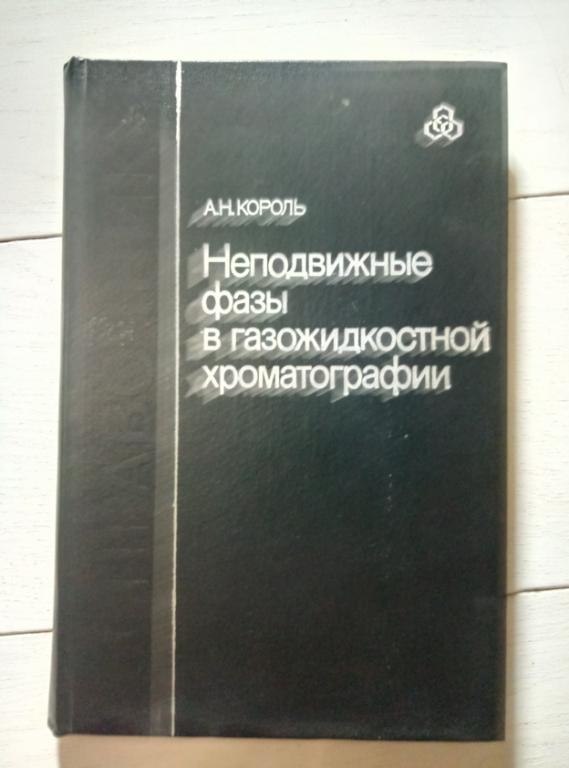 А.Н. КОРОЛЬ
Неподвижные
фазы
в газожидкостной
хроматографии